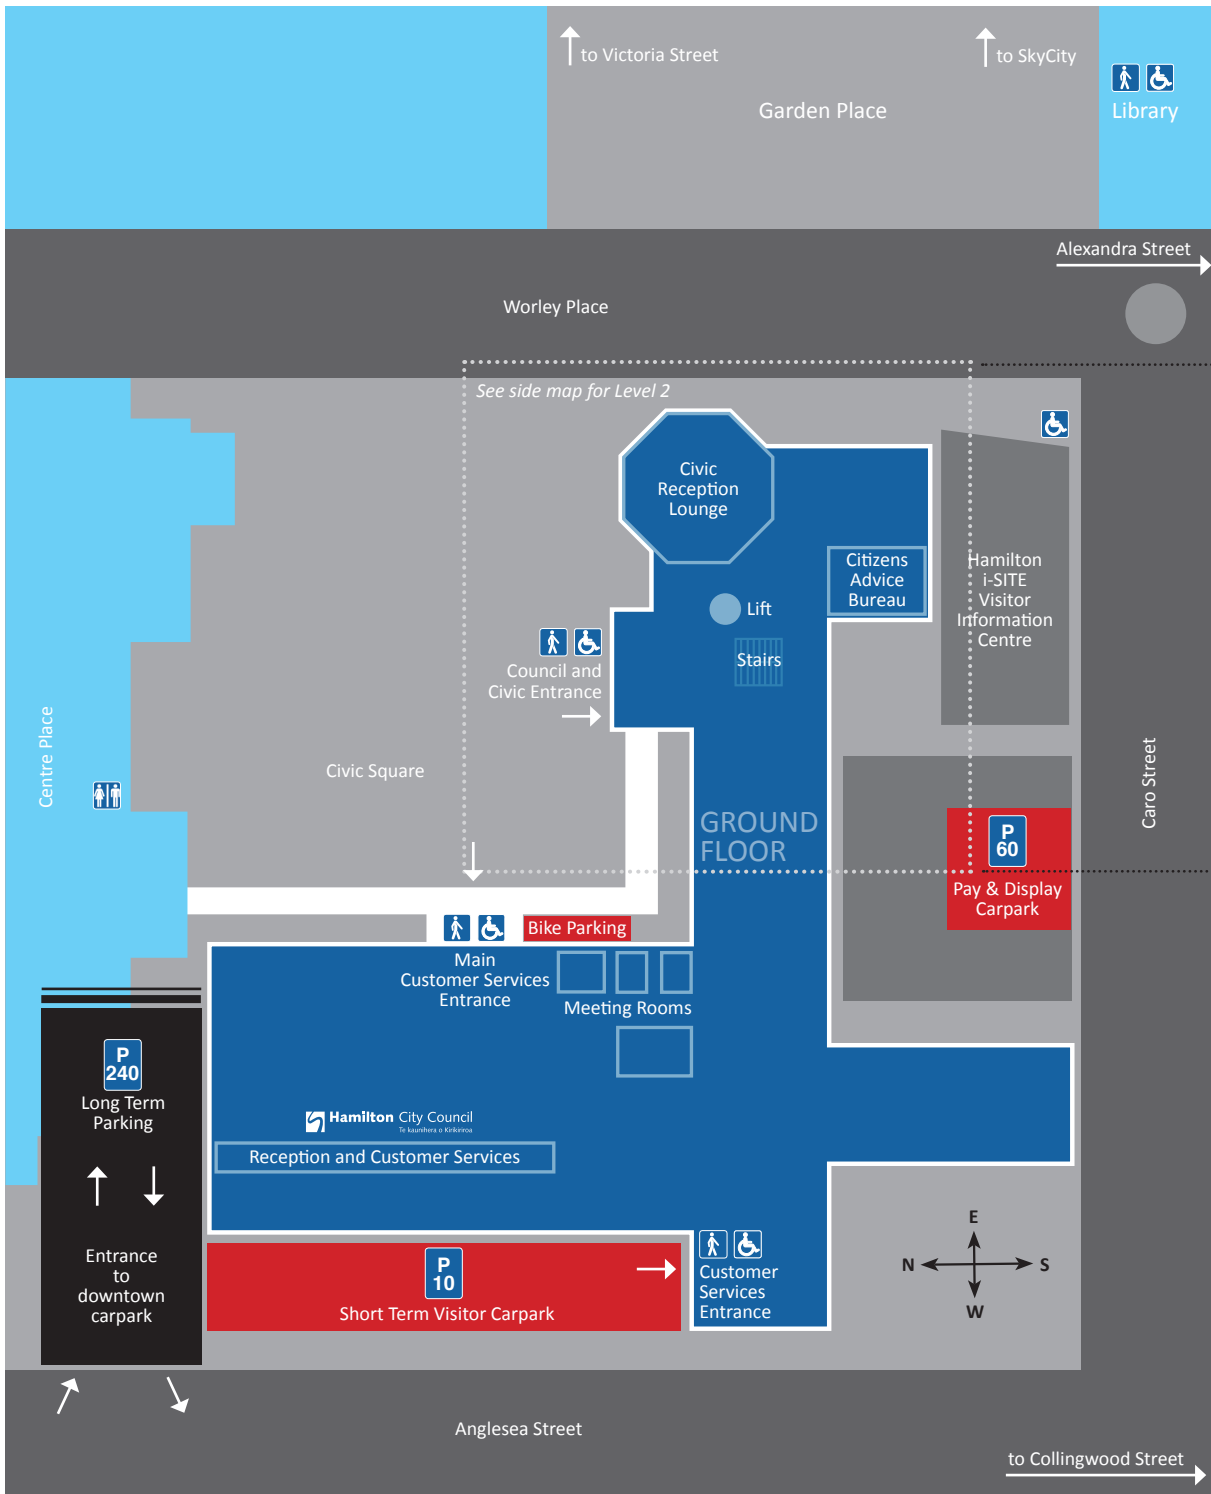 to Victoria Street
to SkyCity
Garden Place
Library
Alexandra Street
Worley Place
See side map for Level 2
Civic
Reception
Lounge
Citizens
Advice
Bureau
Hamilton
i-SITE
Visitor
Information
Centre
Lift
Stairs
Council and
Civic Entrance
Centre Place
Civic Square
Caro Street
GROUND
FLOOR
P
60
Pay & Display
Carpark
Bike Parking
Main
Customer Services
Entrance
Meeting Rooms
P
240
Long Term
Parking
Hamilton City Council
Te kaunihera o Kirikiriroa
Reception and Customer Services
Entrance
to
downtown
carpark
P
10
Short Term Visitor Carpark
Customer
Services
Entrance
E
N
S
W
Anglesea Street
to Collingwood Street